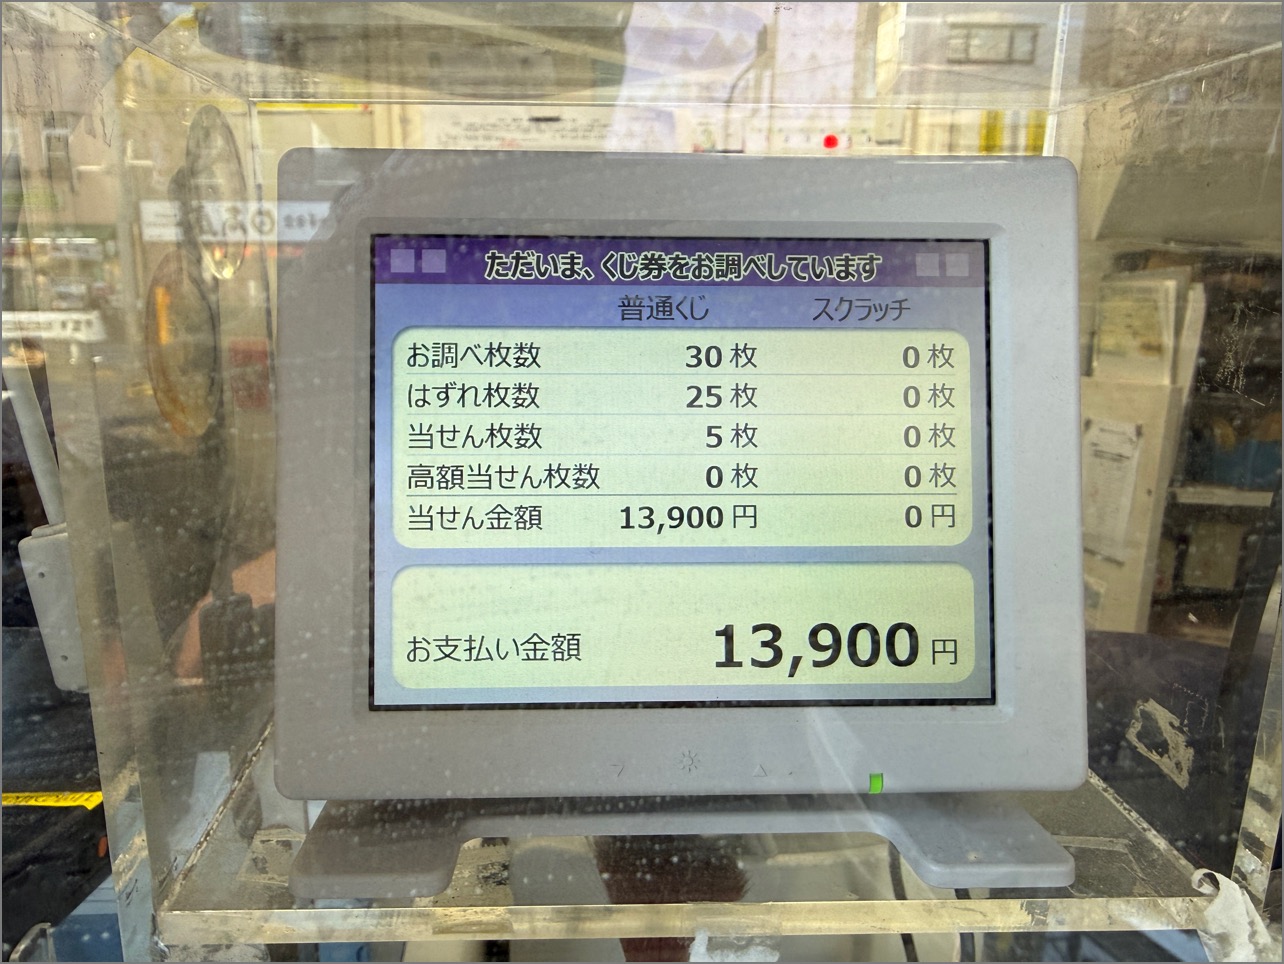 ただいま、くじ券をお調べしています
普通くじ スクラッチ
お調べ枚数 30 枚 0 枚
はずれ枚数 25 枚 0 枚
当せん枚数 5 枚 0 枚
高額当せん枚数 0 枚 0 枚
当せん金額 13,900 円 0 円
お支払い金額 13,900 円